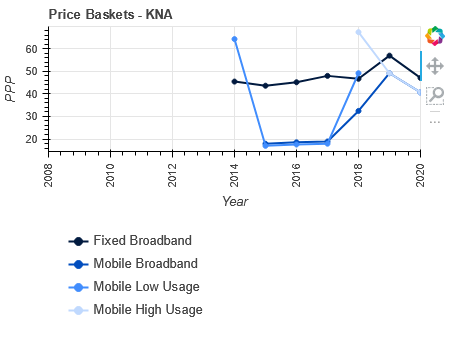 Price Baskets - KNA
PPP
60
50
40
30
20
2008
2010
2012
2014
2016
2018
2020
Year
Fixed Broadband
Mobile Broadband
Mobile Low Usage
Mobile High Usage